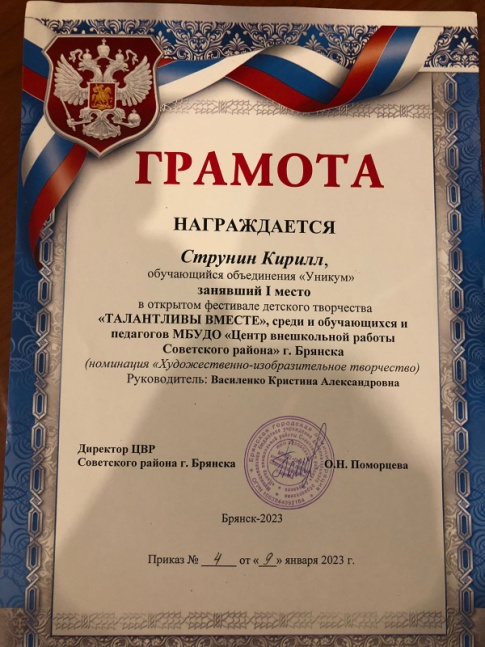 ГРАМОТА
НАГРАЖДАЕТСЯ
Струнин Кирилл,
обучающийся объединения «Уникум»
занявший I место
в открытом фестивале детского творчества
«ТАЛАНТЛИВЫ ВМЕСТЕ», среди и обучающихся и
педагогов МБУДО «Центр внешкольной работы
Советского района» г. Брянска
(номинация «Художественно-изобразительное творчество)
Руководитель: Василенко Кристина Александровна
Директор ЦВР
Советского района г. Брянска О.Н. Поморцева
Брянск-2023
Приказ № 4 от «9» января 2023 г.